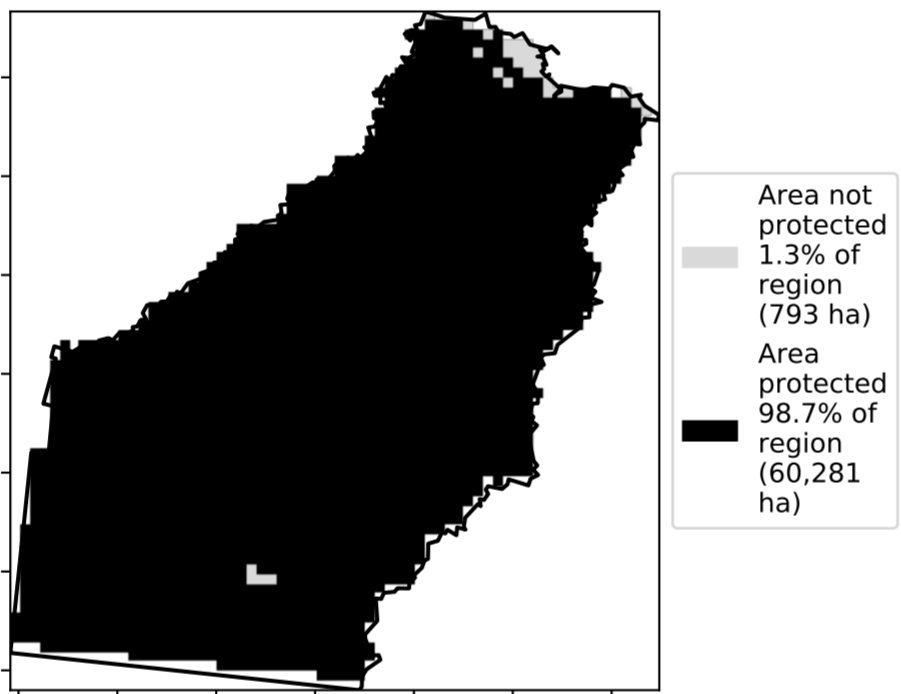 Area not
protected
1.3% of
region
(793 ha)
Area
protected
98.7% of
region
(60,281
ha)